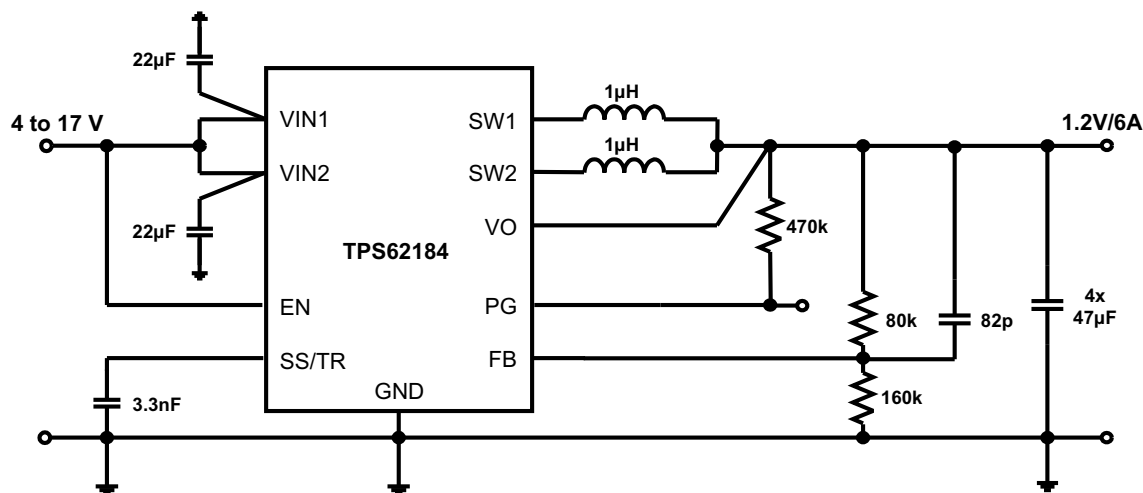 22µF
4 to 17 V
22µF
VIN1
VIN2
EN
SS/TR
3.3nF
TPS62184
GND
SW1
SW2
VO
PG
FB
1µH
1µH
1.2V/6A
470k
80k
82p
160k
4x
47µF